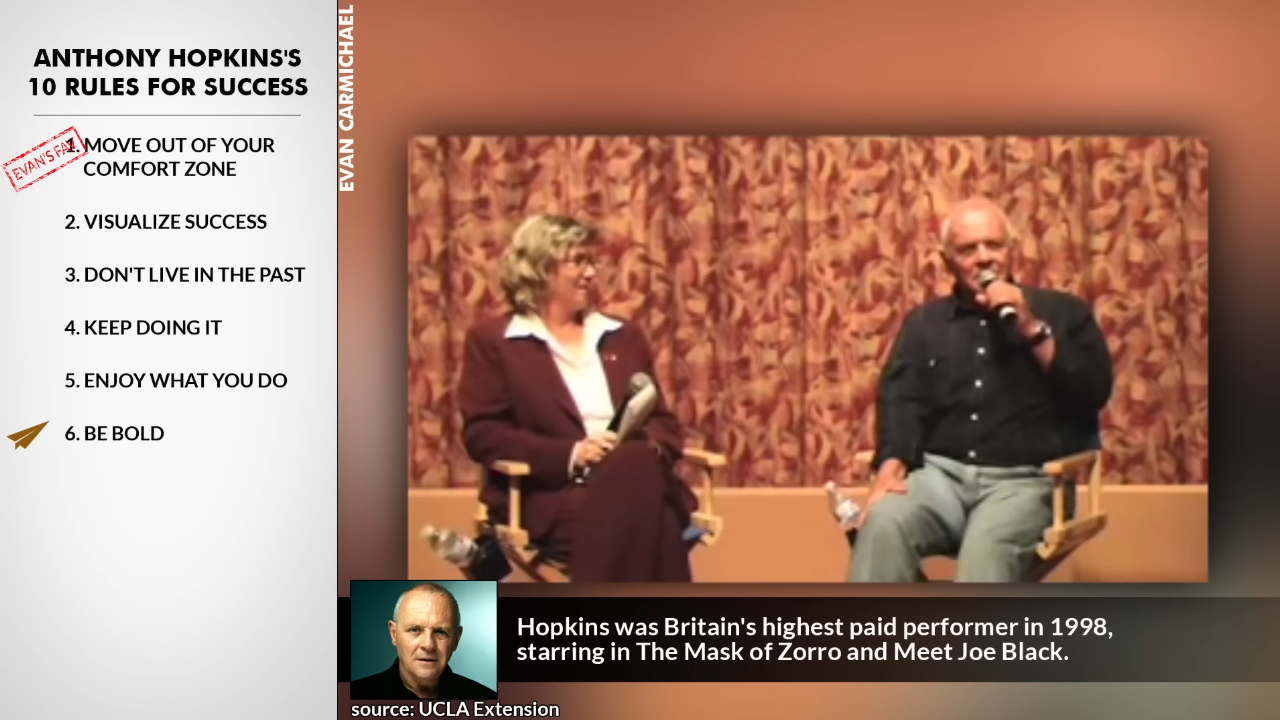 ANTHONY HOPKINS'S
10 RULES FOR SUCCESS
EVAN'S FAV
1. MOVE OUT OF YOUR
COMFORT ZONE
2. VISUALIZE SUCCESS
3. DON'T LIVE IN THE PAST
4. KEEP DOING IT
5. ENJOY WHAT YOU DO
6. BE BOLD
EVAN CARMICHAEL
Hopkins was Britain's highest paid performer in 1998,
starring in The Mask of Zorro and Meet Joe Black.
source: UCLA Extension